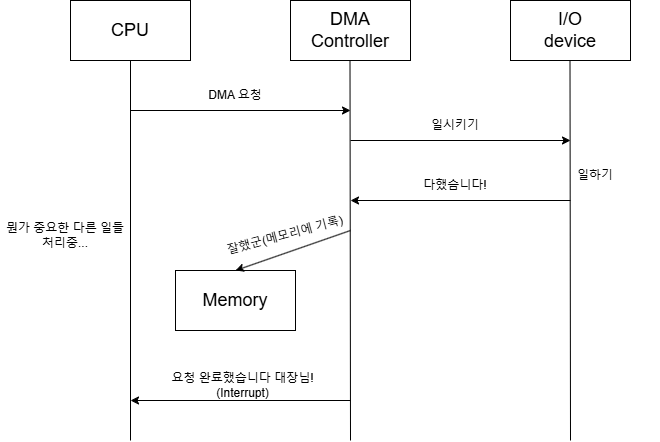 CPU
DMA
Controller
I/O
device
DMA 요청
일시키기
일하기
다했습니다!
뭔가 중요한 다른 일들
처리중...
잘했군(메모리에 기록)
Memory
요청 완료했습니다 대장님!
(Interrupt)